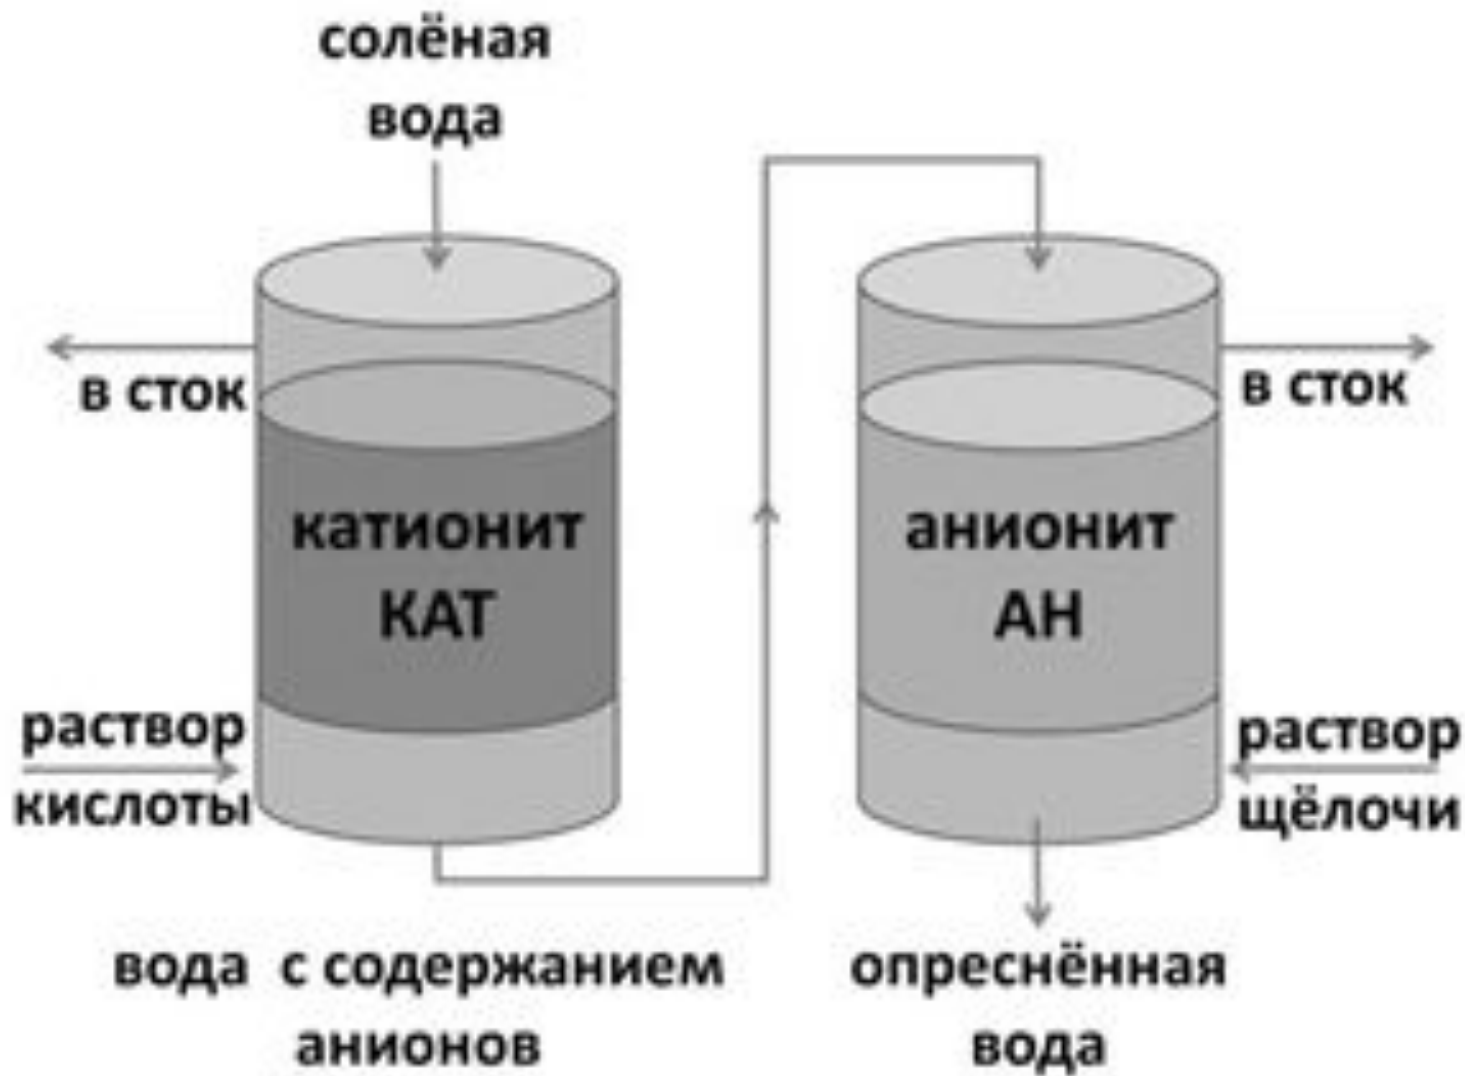 солёная
вода
в сток
в сток
катионит
КАТ
анионит
АН
раствор
кислоты
раствор
щёлочи
вода с содержанием
анионов
опреснённая
вода